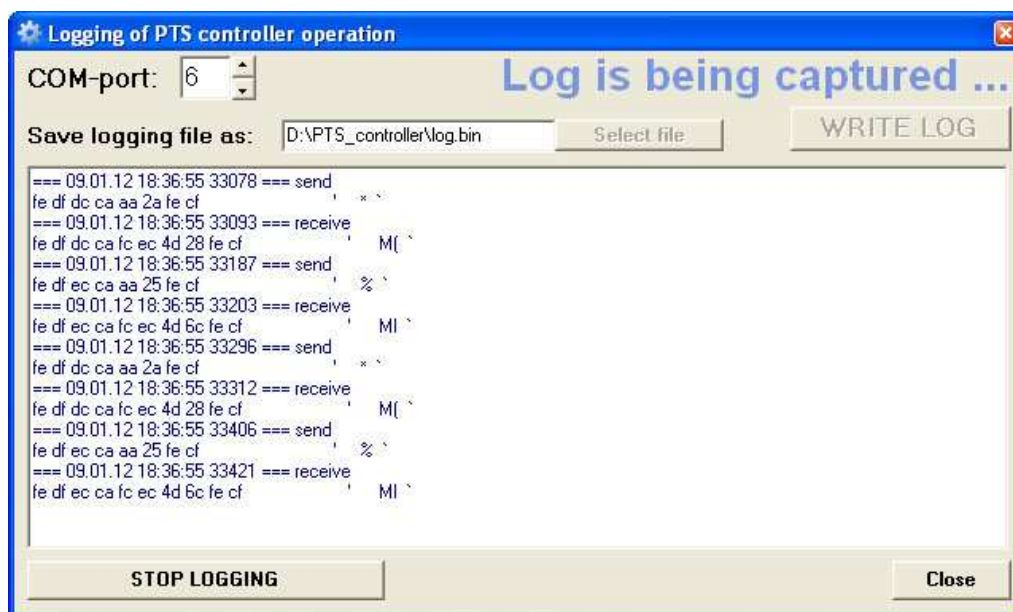 Logging of PTS controller operation
COM-port: 6
Log is being captured ...
Save logging file as: D:\PTS_controller\log.bin Select file WRITE LOG
=== 09.01.12 18:36:55 33078 === send
fe df dc ca aa 2a fe cf ' * `
=== 09.01.12 18:36:55 33093 === receive
fe df dc ca fc ec 4d 28 fe cf ' M( `
=== 09.01.12 18:36:55 33187 === send
fe df ec ca aa 25 fe cf ' % `
=== 09.01.12 18:36:55 33203 === receive
fe df ec ca fc ec 4d 6c fe cf ' Ml `
=== 09.01.12 18:36:55 33296 === send
fe df dc ca aa 2a fe cf ' * `
=== 09.01.12 18:36:55 33312 === receive
fe df dc ca fc ec 4d 28 fe cf ' M( `
=== 09.01.12 18:36:55 33406 === send
fe df ec ca aa 25 fe cf ' % `
=== 09.01.12 18:36:55 33421 === receive
fe df ec ca fc ec 4d 6c fe cf ' Ml `
STOP LOGGING Close